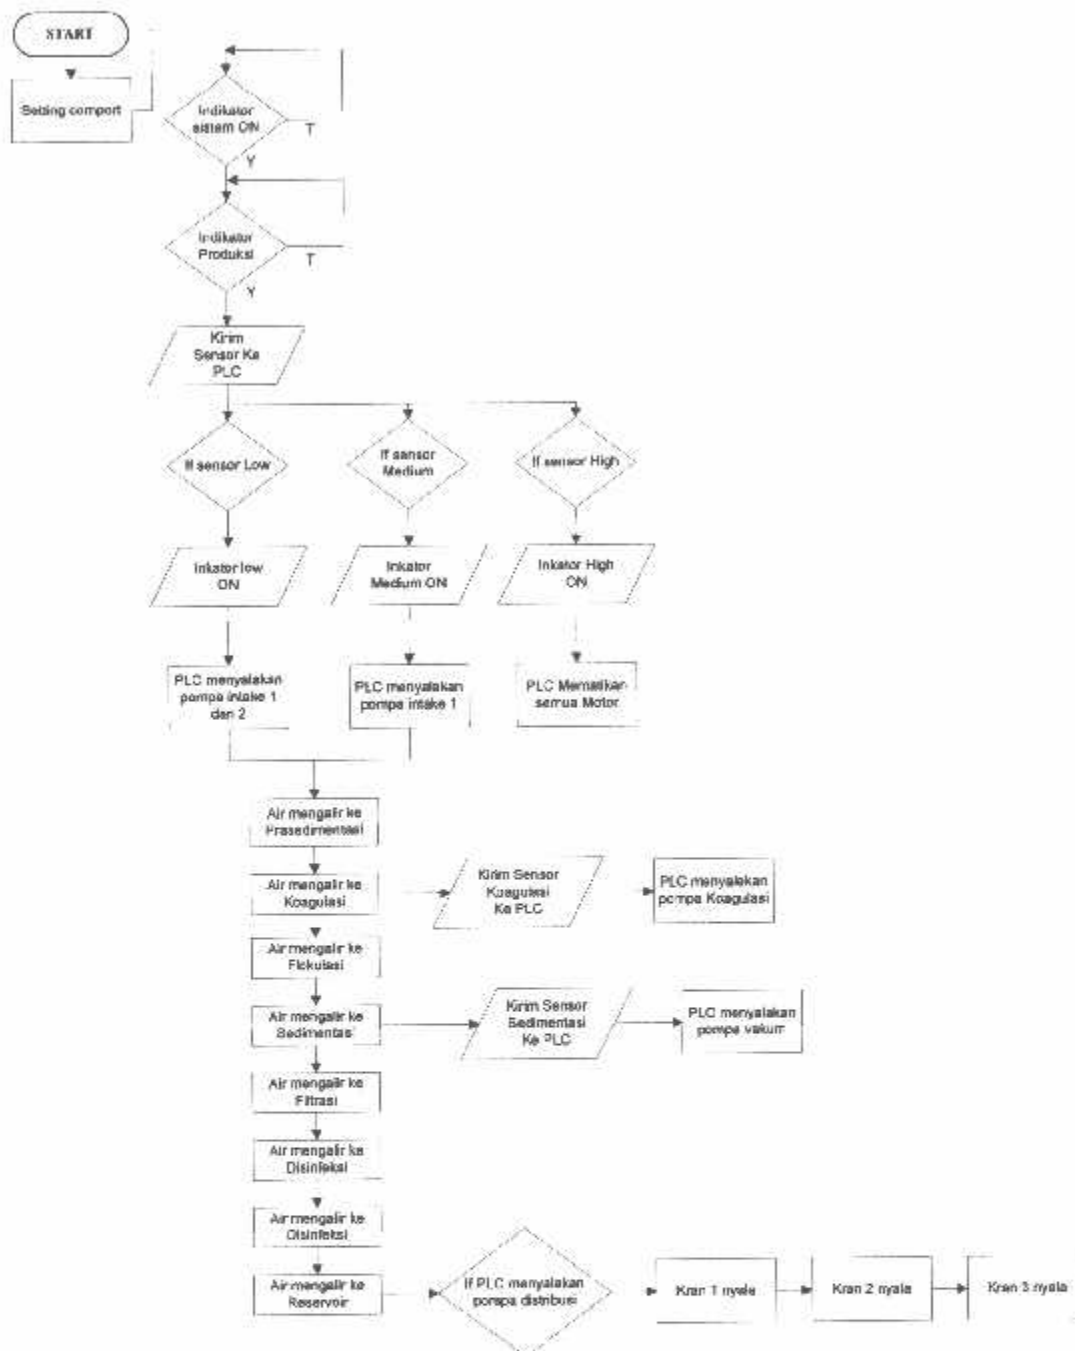 START
Setting comport
Indikator
sistem ON
T
Y
Indikator
Produksi
T
Y
Kirim
Sensor Ke
PLC
If sensor Low
If sensor
Medium
If sensor High
Inkator low
ON
Inkator
Medium ON
Inkator High
ON
PLC menyalakan
pompa intake 1
dan 2
PLC menyalakan
pompa intake 1
PLC Mematikan
semua Motor
Air mengalir ke
Prasedimentasi
Air mengalir ke
Koagulasi
Kirim Sensor
Koagulasi
Ke PLC
PLC menyalakan
pompa Koagulasi
Air mengalir ke
Flokulasi
Air mengalir ke
Sedimentasi
Kirim Sensor
Sedimentasi
Ke PLC
PLC menyalakan
pompa vakum
Air mengalir ke
Filtrasi
Air mengalir ke
Disinfeksi
Air mengalir ke
Disinfeksi
Air mengalir ke
Reservoir
If PLC menyalakan
pompa distribusi
Kran 1 nyala
Kran 2 nyala
Kran 3 nyala